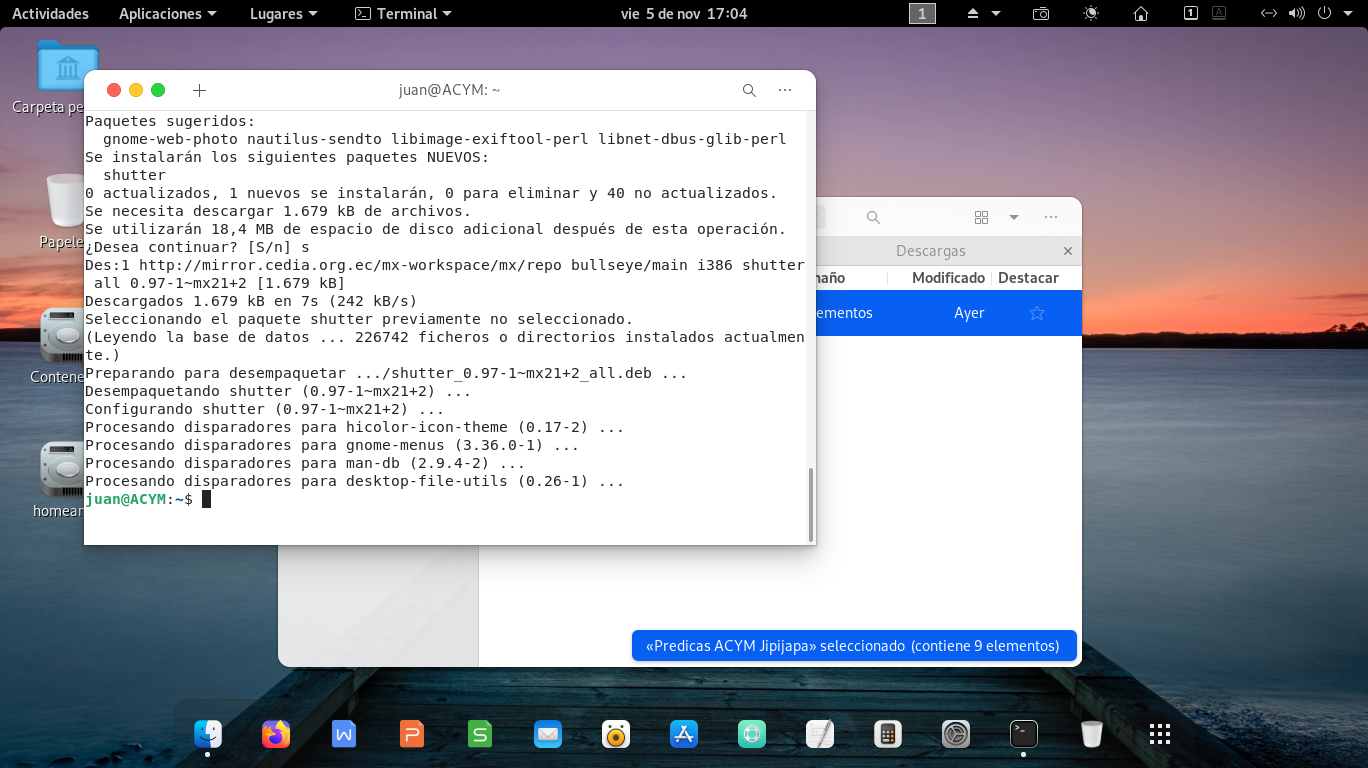 Actividades
Aplicaciones
Lugares
Terminal
vie 5 de nov 17:04
1
1
A
Carpeta pe
Papele
Contene
homear
juan@ACYM: ~
Paquetes sugeridos:
gnome-web-photo nautilus-sendto libimage-exiftool-perl libnet-dbus-glib-perl
Se instalarán los siguientes paquetes NUEVOS:
shutter
0 actualizados, 1 nuevos se instalarán, 0 para eliminar y 40 no actualizados.
Se necesita descargar 1.679 kB de archivos.
Se utilizarán 18,4 MB de espacio de disco adicional después de esta operación.
¿Desea continuar? [S/n] s
Des:1 http://mirror.cedia.org.ec/mx-workspace/mx/repo bullseye/main i386 shutter
all 0.97-1~mx21+2 [1.679 kB]
Descargados 1.679 kB en 7s (242 kB/s)
Seleccionando el paquete shutter previamente no seleccionado.
(Leyendo la base de datos ... 226742 ficheros o directorios instalados actualmen
te.)
Preparando para desempaquetar .../shutter_0.97-1~mx21+2_all.deb ...
Desempaquetando shutter (0.97-1~mx21+2) ...
Configurando shutter (0.97-1~mx21+2) ...
Procesando disparadores para hicolor-icon-theme (0.17-2) ...
Procesando disparadores para gnome-menus (3.36.0-1) ...
Procesando disparadores para man-db (2.9.4-2) ...
Procesando disparadores para desktop-file-utils (0.26-1) ...
juan@ACYM:~$
Descargas
maño
Modificado
Destacar
ementos
Ayer
«Predicas ACYM Jipijapa» seleccionado (contiene 9 elementos)
W
P
S
>_